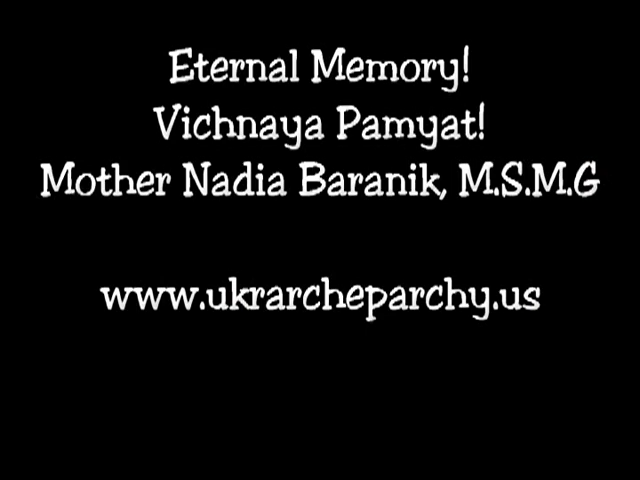 Eternal Memory!
Vichnaya Pamyat!
Mother Nadia Baranik, M.S.M.G
www.ukrarcheparchy.us